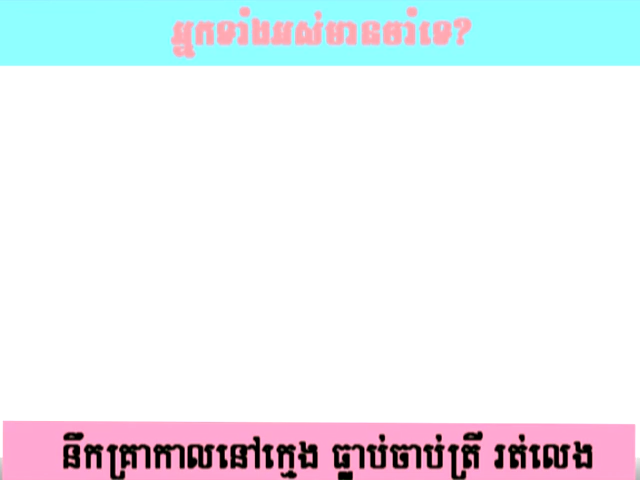 អ្នកទាំងអស់មានចាំទេ?
នឹកគ្រាកាលនៅក្មេង ធ្លាប់ចាប់ត្រី រត់លេង